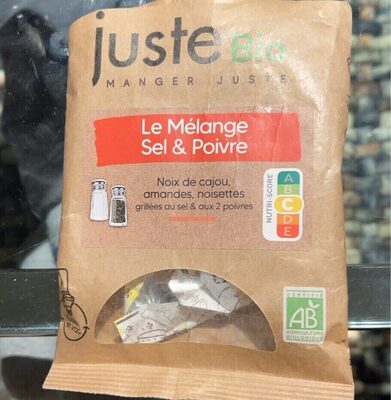 juste Bio
MANGER JUSTE
Le Mélange
Sel & Poivre
Noix de cajou,
amandes, noisettes
grillées au sel & aux 2 poivres
NUTRI-SCORE
A
B
C
D
E
CERTIFIÉ
AB
AGRICULTURE
BIOLOGIQUE